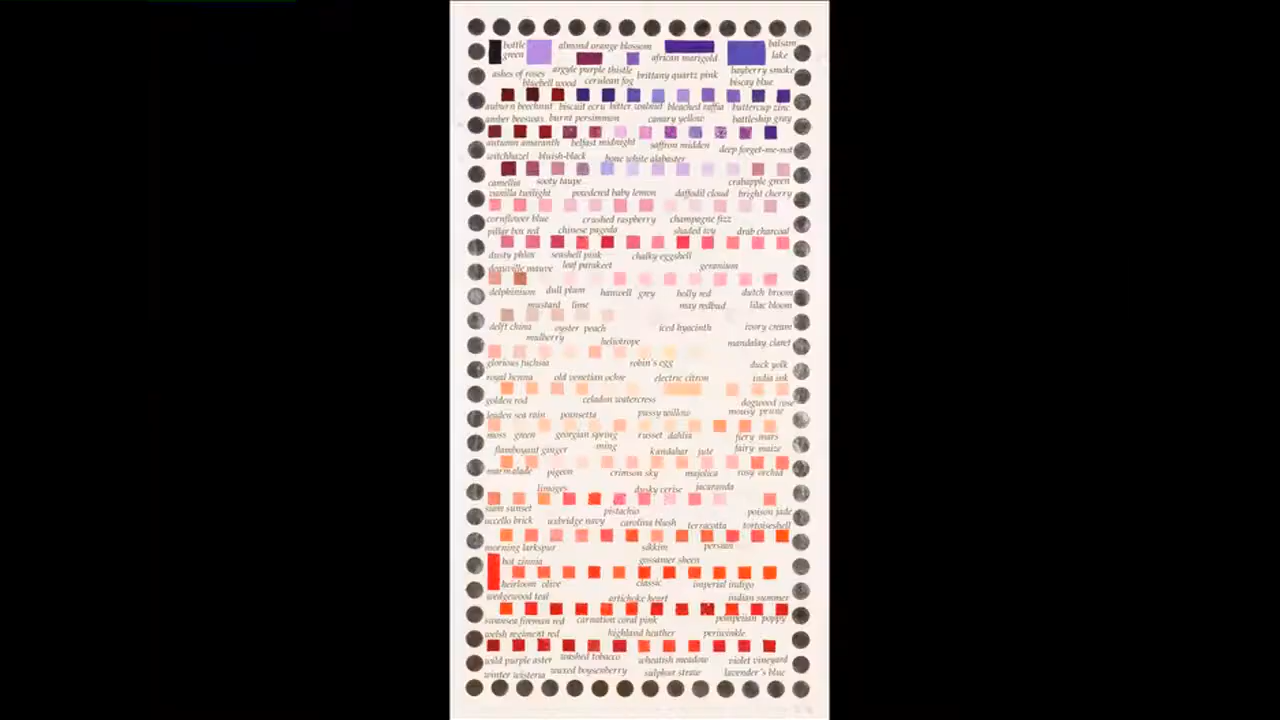 bottle almond orange blossom balsam
green african marigold lake
ashes of roses argyle purple thistle brittany quartz pink bayberry smoke
bluebell wood cerulean fog biscay blue
auburn beechnut biscuit ecru bitter walnut bleached raffia buttercup zinc
amber beeswax burnt persimmon canary yellow battleship gray
autumn amaranth belfast midnight saffron midden deep forget-me-not
witchhazel bluish-black bone white alabaster
camellia sooty taupe crabapple green
vanilla twilight powdered baby lemon daffodil cloud bright cherry
cornflower blue crushed raspberry champagne fizz
pillar box red chinese pagoda shaded ivy drab charcoal
dusty phlox seashell pink chalky eggshell
deauville mauve leaf parakeet geranium
delphinium dull plum hanwell grey holly red dutch broom
mustard lime may redbud lilac bloom
delft china oyster peach iced hyacinth ivory cream
mulberry heliotrope mandalay claret
glorious fuchsia robin's egg duck yolk
royal henna old venetian ochre electric citron india ink
golden rod celadon watercress dogwood rose
leaden sea rain poinsetta pussy willow mousy prune
moss green georgian spring russet dahlia fiery mars
flamboyant ginger ming kandahar jute fairy maize
marmalade pigeon crimson sky majolica rosy orchid
limoges dusky cerise jacaranda
siam sunset pistachio poison jade
uccello brick uxbridge navy carolina blush terracotta tortoiseshell
morning larkspur sikkim persian
hot zinnia gossamer sheen
heirloom olive classic imperial indigo
wedgewood teal artichoke heart indian summer
swansea fireman red carnation coral pink pompeiian poppy
welsh regiment red highland heather periwinkle
wild purple aster washed tobacco wheatish meadow violet vineyard
winter wisteria waxed boysenberry sulphur straw lavender's blue